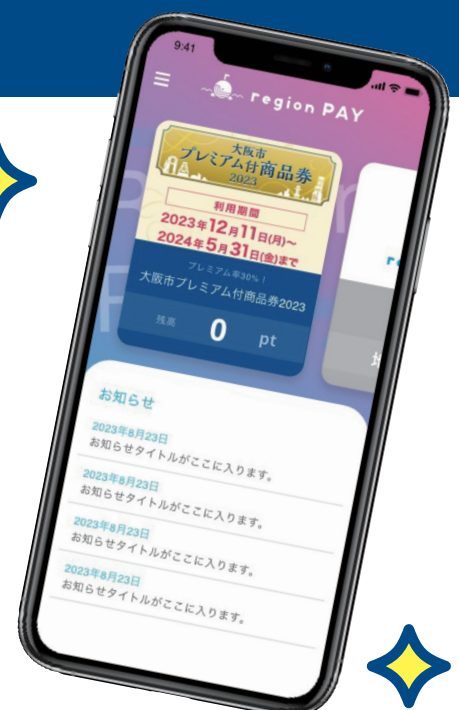 9:41
region PAY
大阪市
プレミアム付商品券
2023
利用期間
2023年12月11日(月)〜
2024年5月31日(金)まで
プレミアム率30%！
大阪市プレミアム付商品券2023
残高 0 pt
お知らせ
2023年8月23日
お知らせタイトルがここに入ります。
2023年8月23日
お知らせタイトルがここに入ります。
2023年8月23日
お知らせタイトルがここに入ります。
2023年8月23日
お知らせタイトルがここに入ります。